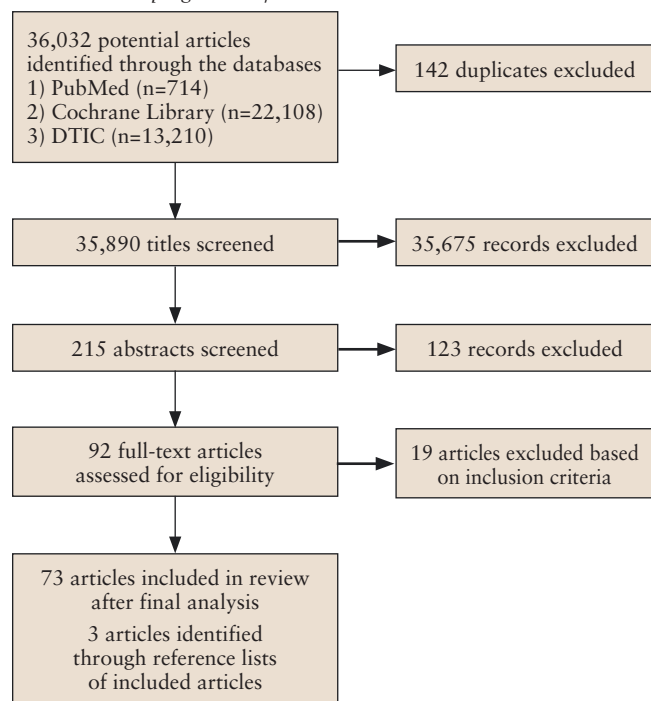 36,032 potential articles
identified through the databases
1) PubMed (n=714)
2) Cochrane Library (n=22,108)
3) DTIC (n=13,210)
142 duplicates excluded
35,890 titles screened
35,675 records excluded
215 abstracts screened
123 records excluded
92 full-text articles
assessed for eligibility
19 articles excluded based
on inclusion criteria
73 articles included in review
after final analysis
3 articles identified
through reference lists
of included articles